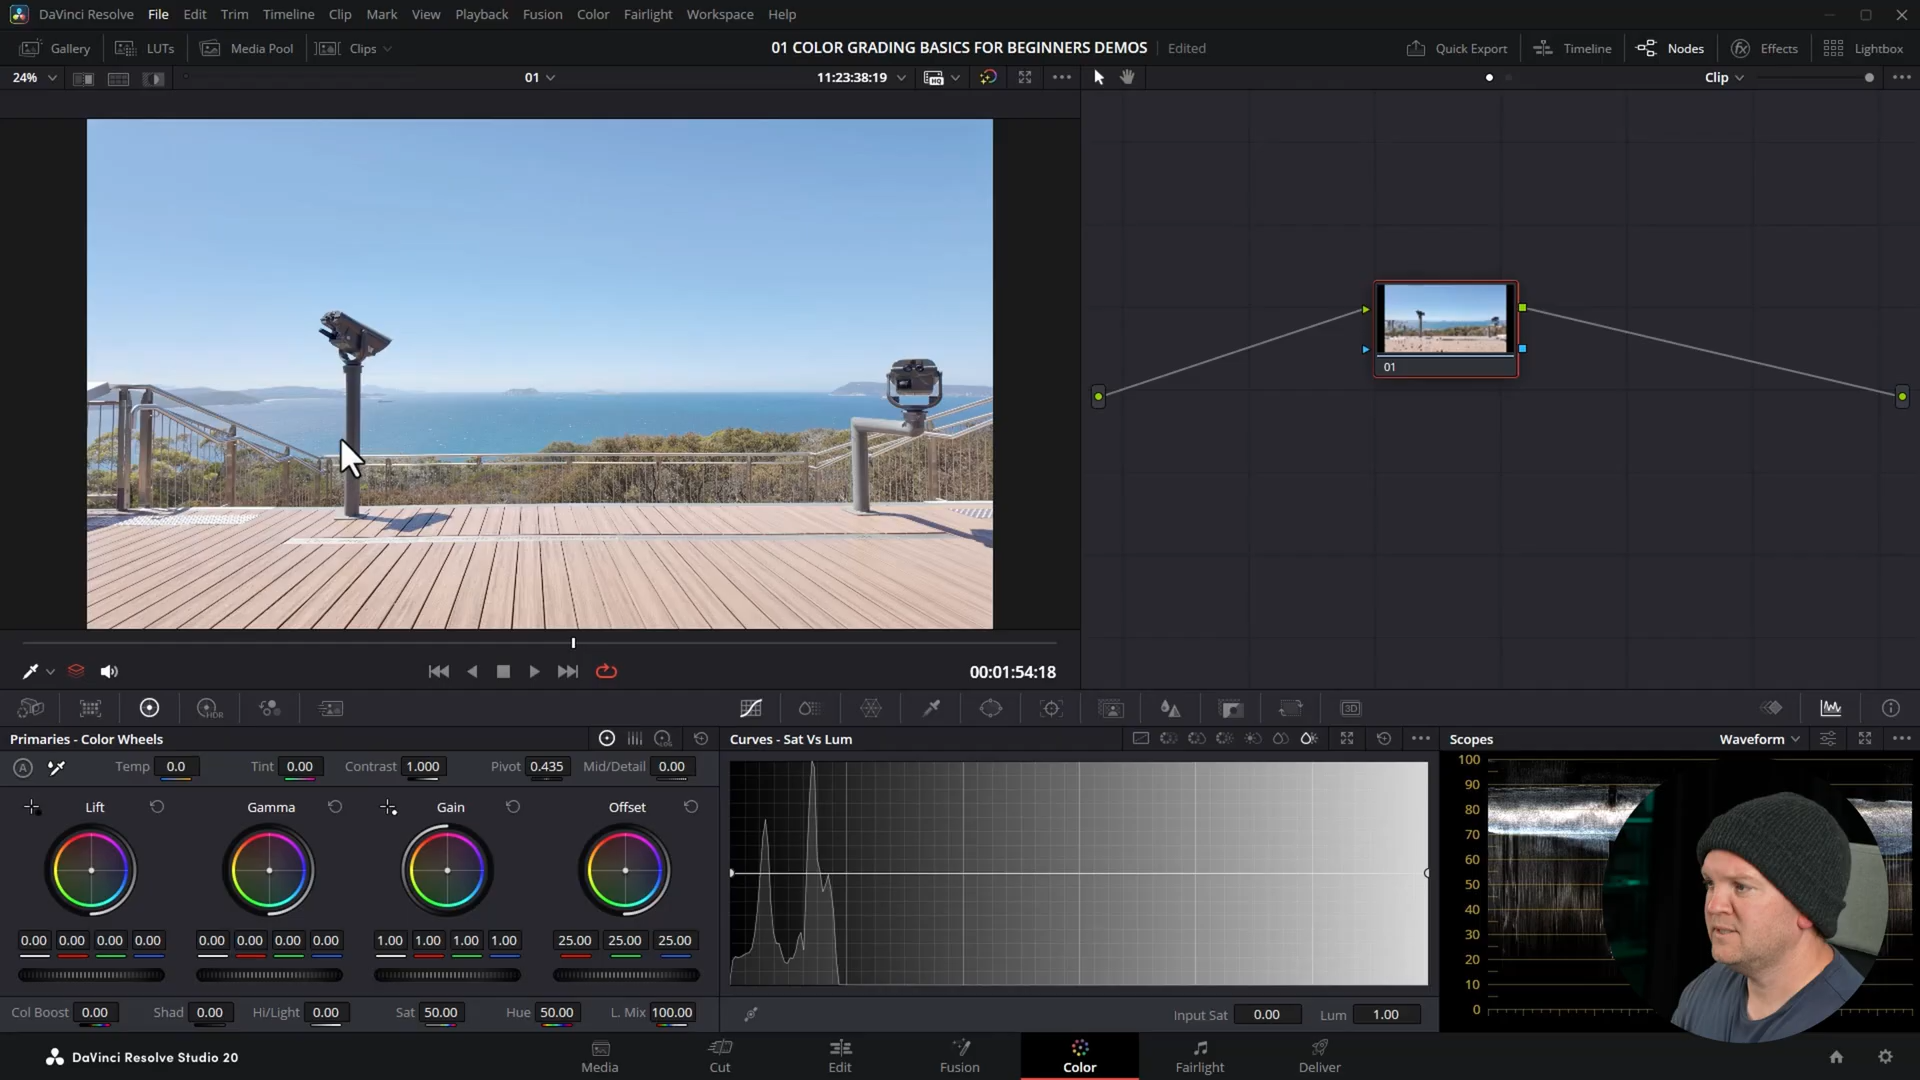 DaVinci Resolve File Edit Trim Timeline Clip Mark View Playback Fusion Color Fairlight Workspace Help
Gallery LUTs Media Pool Clips 01 COLOR GRADING BASICS FOR BEGINNERS DEMOS Edited Quick Export Timeline Nodes Effects Lightbox
24% 01 11:23:38:19 Clip
01
00:01:54:18
HDR 3D
Primaries - Color Wheels Curves - Sat Vs Lum Scopes Waveform
A Temp 0.0 Tint 0.00 Contrast 1.000 Pivot 0.435 Mid/Detail 0.00
Lift Gamma Gain Offset
0.00 0.00 0.00 0.00 0.00 0.00 0.00 0.00 1.00 1.00 1.00 1.00 25.00 25.00 25.00
Col Boost 0.00 Shad 0.00 Hi/Light 0.00 Sat 50.00 Hue 50.00 L. Mix 100.00 Input Sat 0.00 Lum 1.00
100
90
80
70
60
50
40
30
20
10
0
DaVinci Resolve Studio 20 Media Cut Edit Fusion Color Fairlight Deliver